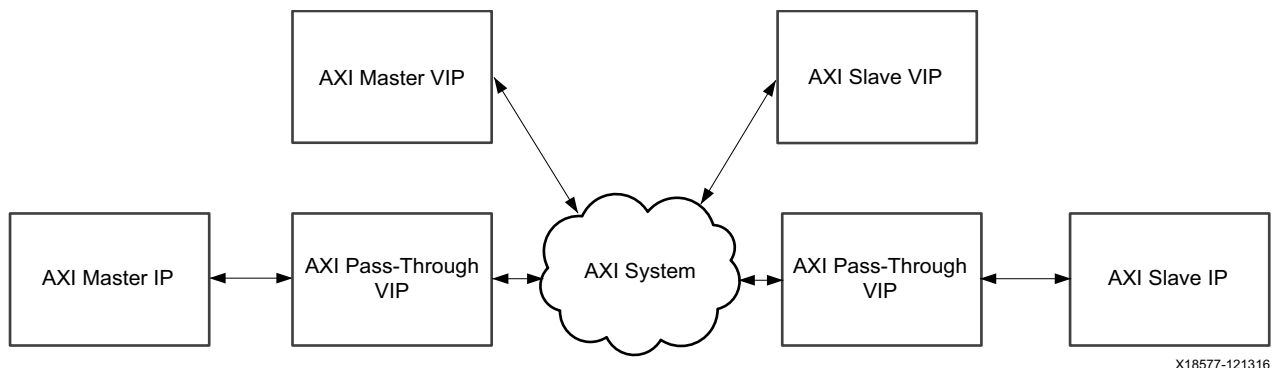 AXI Master VIP
AXI Slave VIP
AXI Master IP
AXI Pass-Through
VIP
AXI System
AXI Pass-Through
VIP
AXI Slave IP
X18577-121316